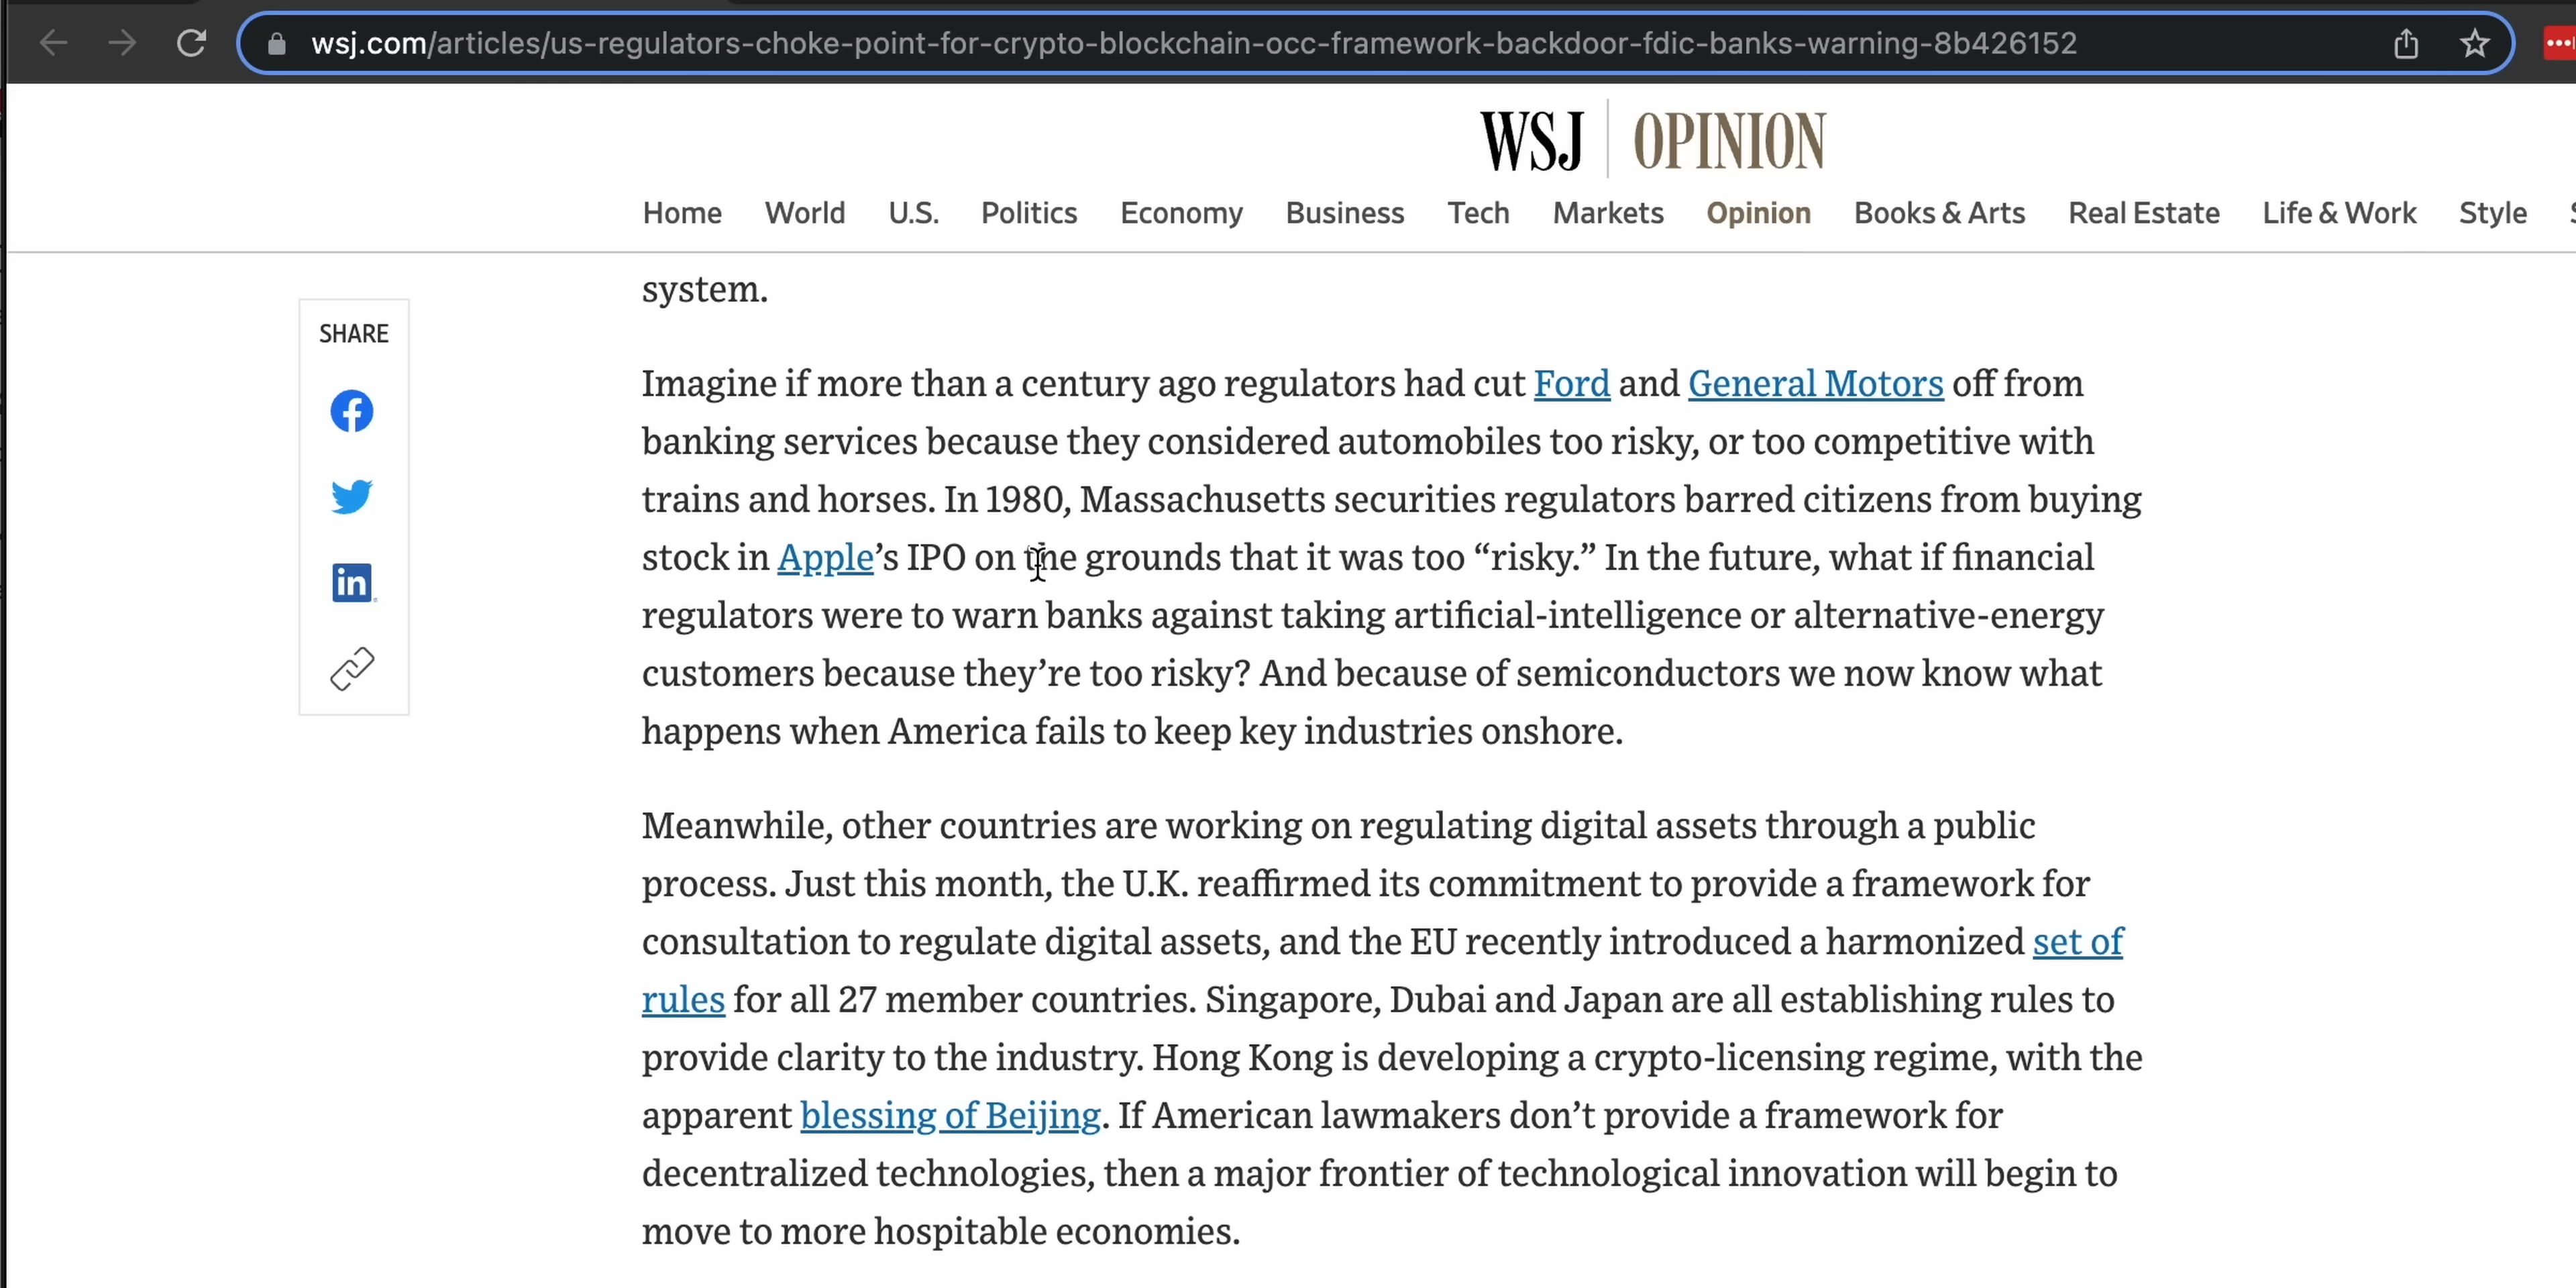 wsj.com/articles/us-regulators-choke-point-for-crypto-blockchain-occ-framework-backdoor-fdic-banks-warning-8b426152
WSJ OPINION
Home World U.S. Politics Economy Business Tech Markets Opinion Books & Arts Real Estate Life & Work Style
SHARE
system.
Imagine if more than a century ago regulators had cut Ford and General Motors off from
banking services because they considered automobiles too risky, or too competitive with
trains and horses. In 1980, Massachusetts securities regulators barred citizens from buying
stock in Apple’s IPO on the grounds that it was too “risky.” In the future, what if financial
regulators were to warn banks against taking artificial-intelligence or alternative-energy
customers because they’re too risky? And because of semiconductors we now know what
happens when America fails to keep key industries onshore.
Meanwhile, other countries are working on regulating digital assets through a public
process. Just this month, the U.K. reaffirmed its commitment to provide a framework for
consultation to regulate digital assets, and the EU recently introduced a harmonized set of
rules for all 27 member countries. Singapore, Dubai and Japan are all establishing rules to
provide clarity to the industry. Hong Kong is developing a crypto-licensing regime, with the
apparent blessing of Beijing. If American lawmakers don’t provide a framework for
decentralized technologies, then a major frontier of technological innovation will begin to
move to more hospitable economies.